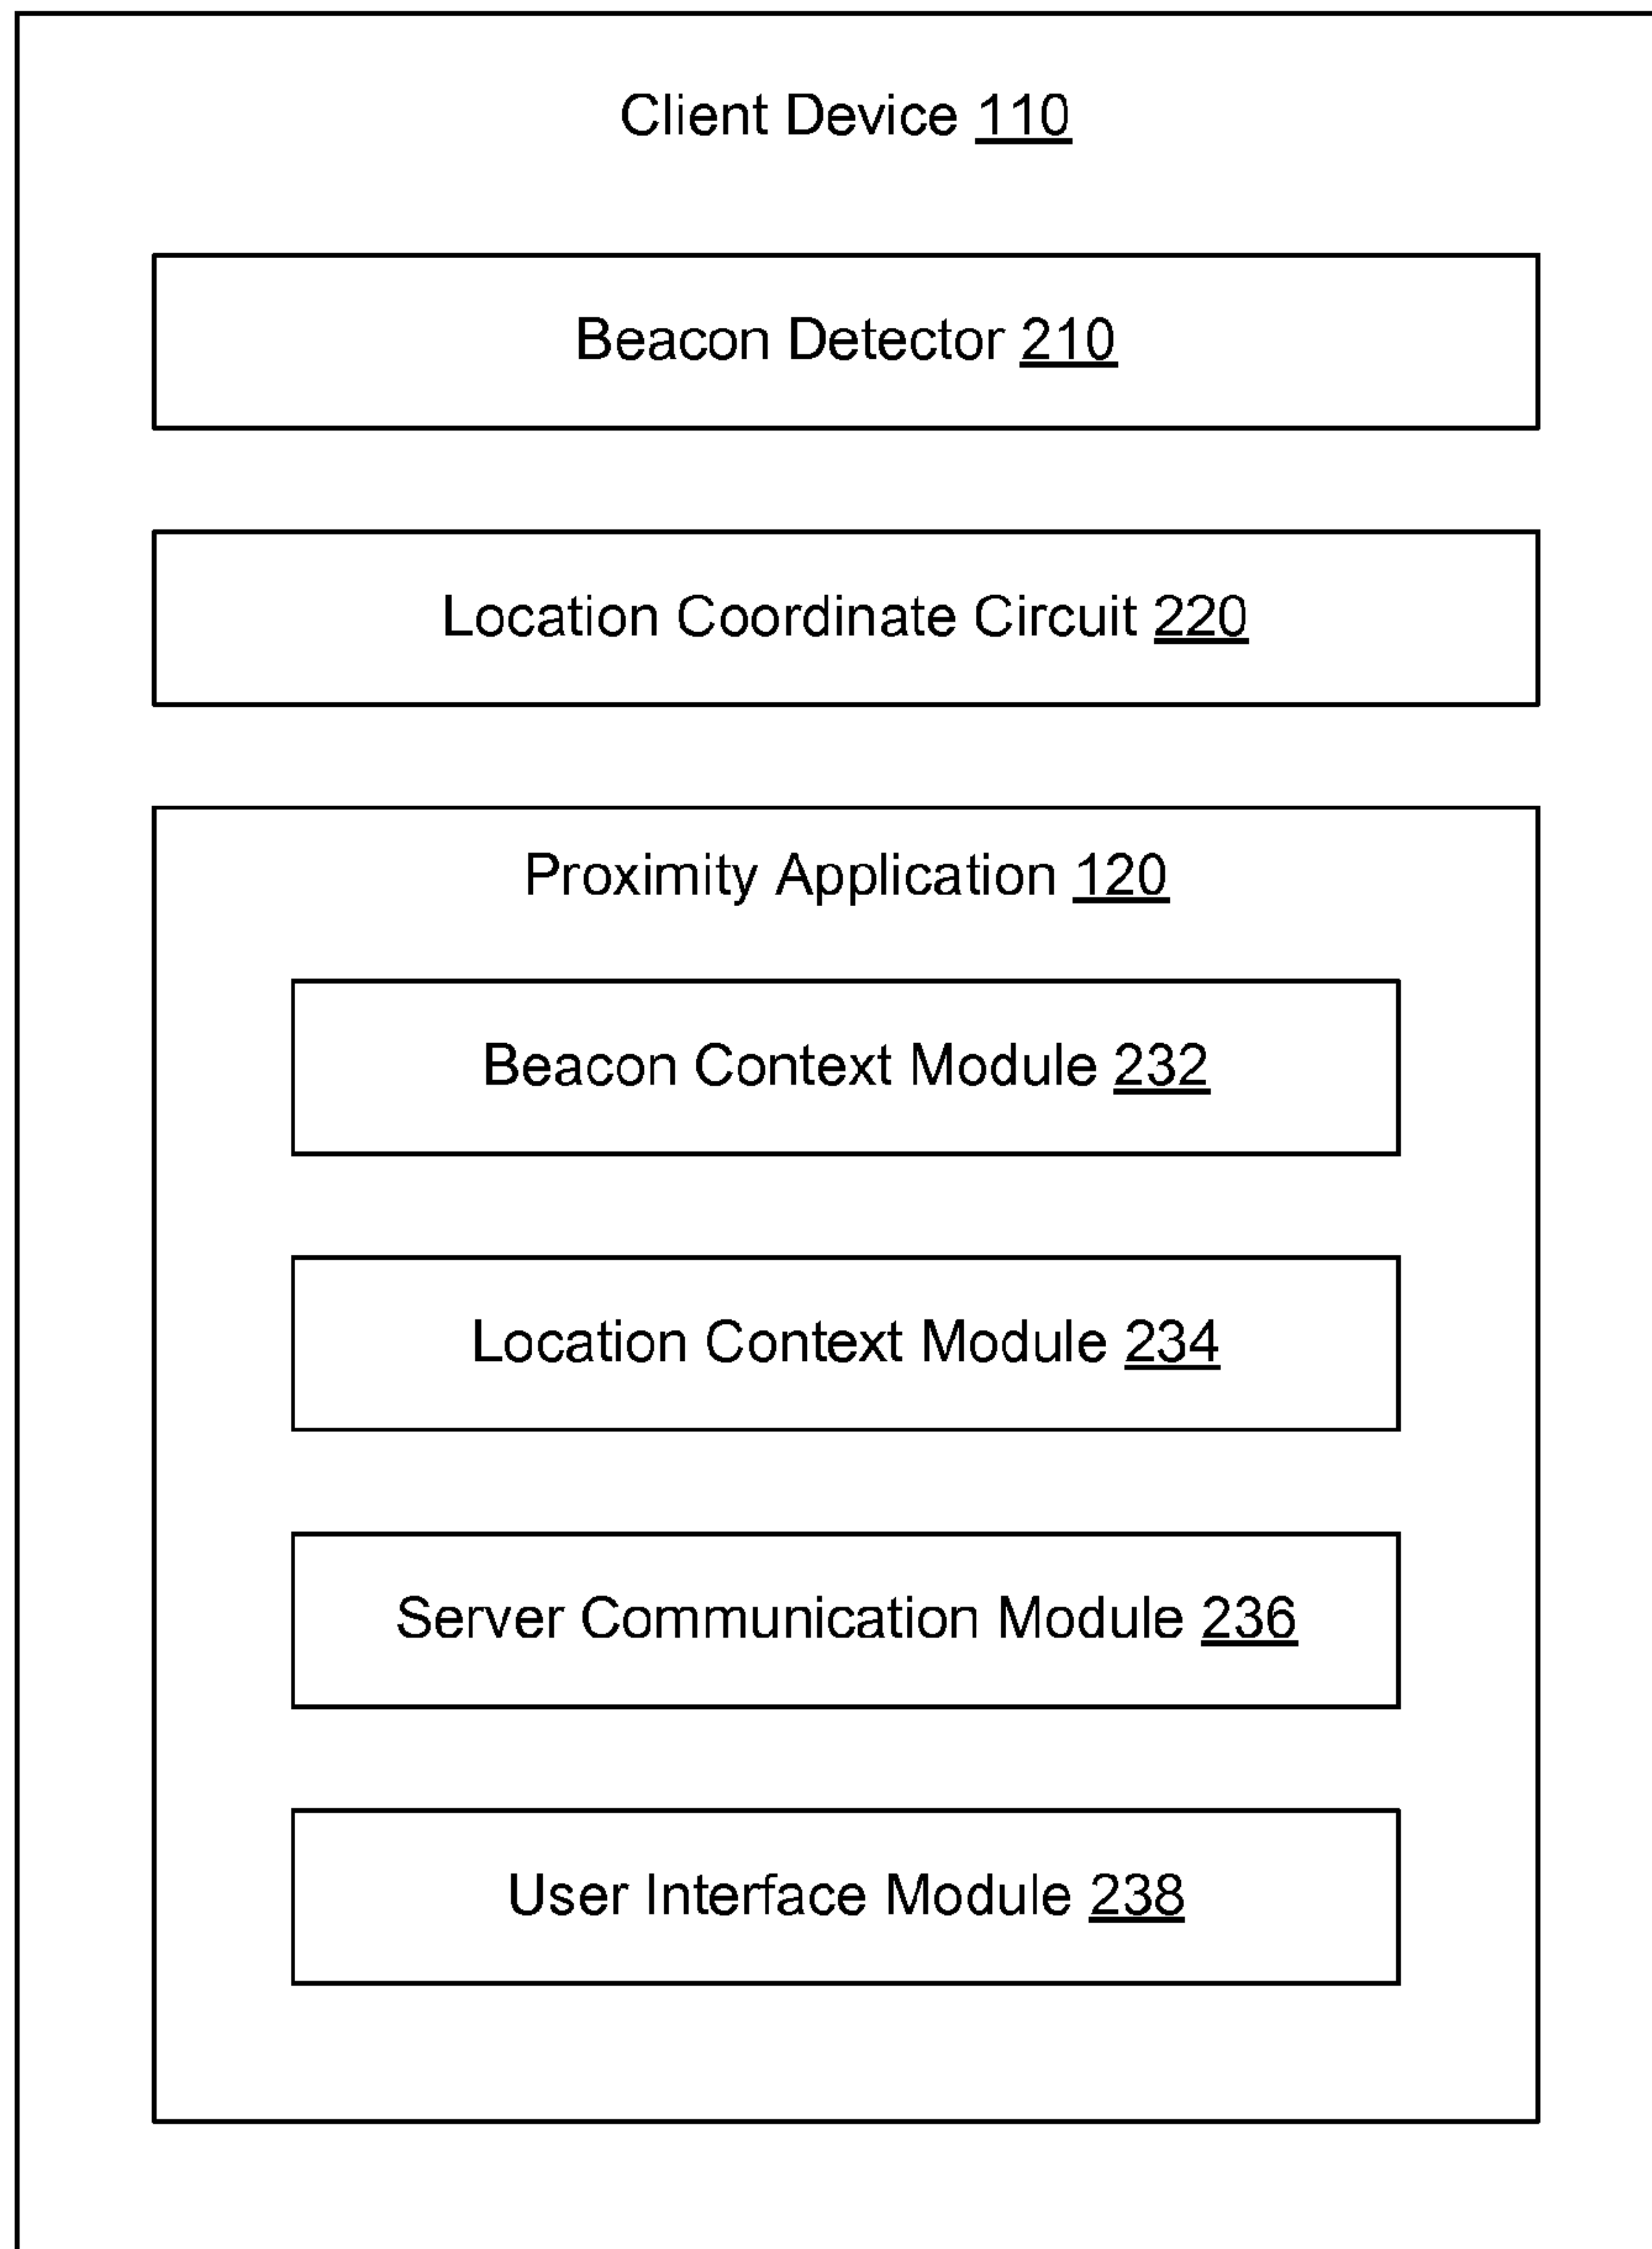 Client Device 110
Beacon Detector 210
Location Coordinate Circuit 220
Proximity Application 120
Beacon Context Module 232
Location Context Module 234
Server Communication Module 236
User Interface Module 238